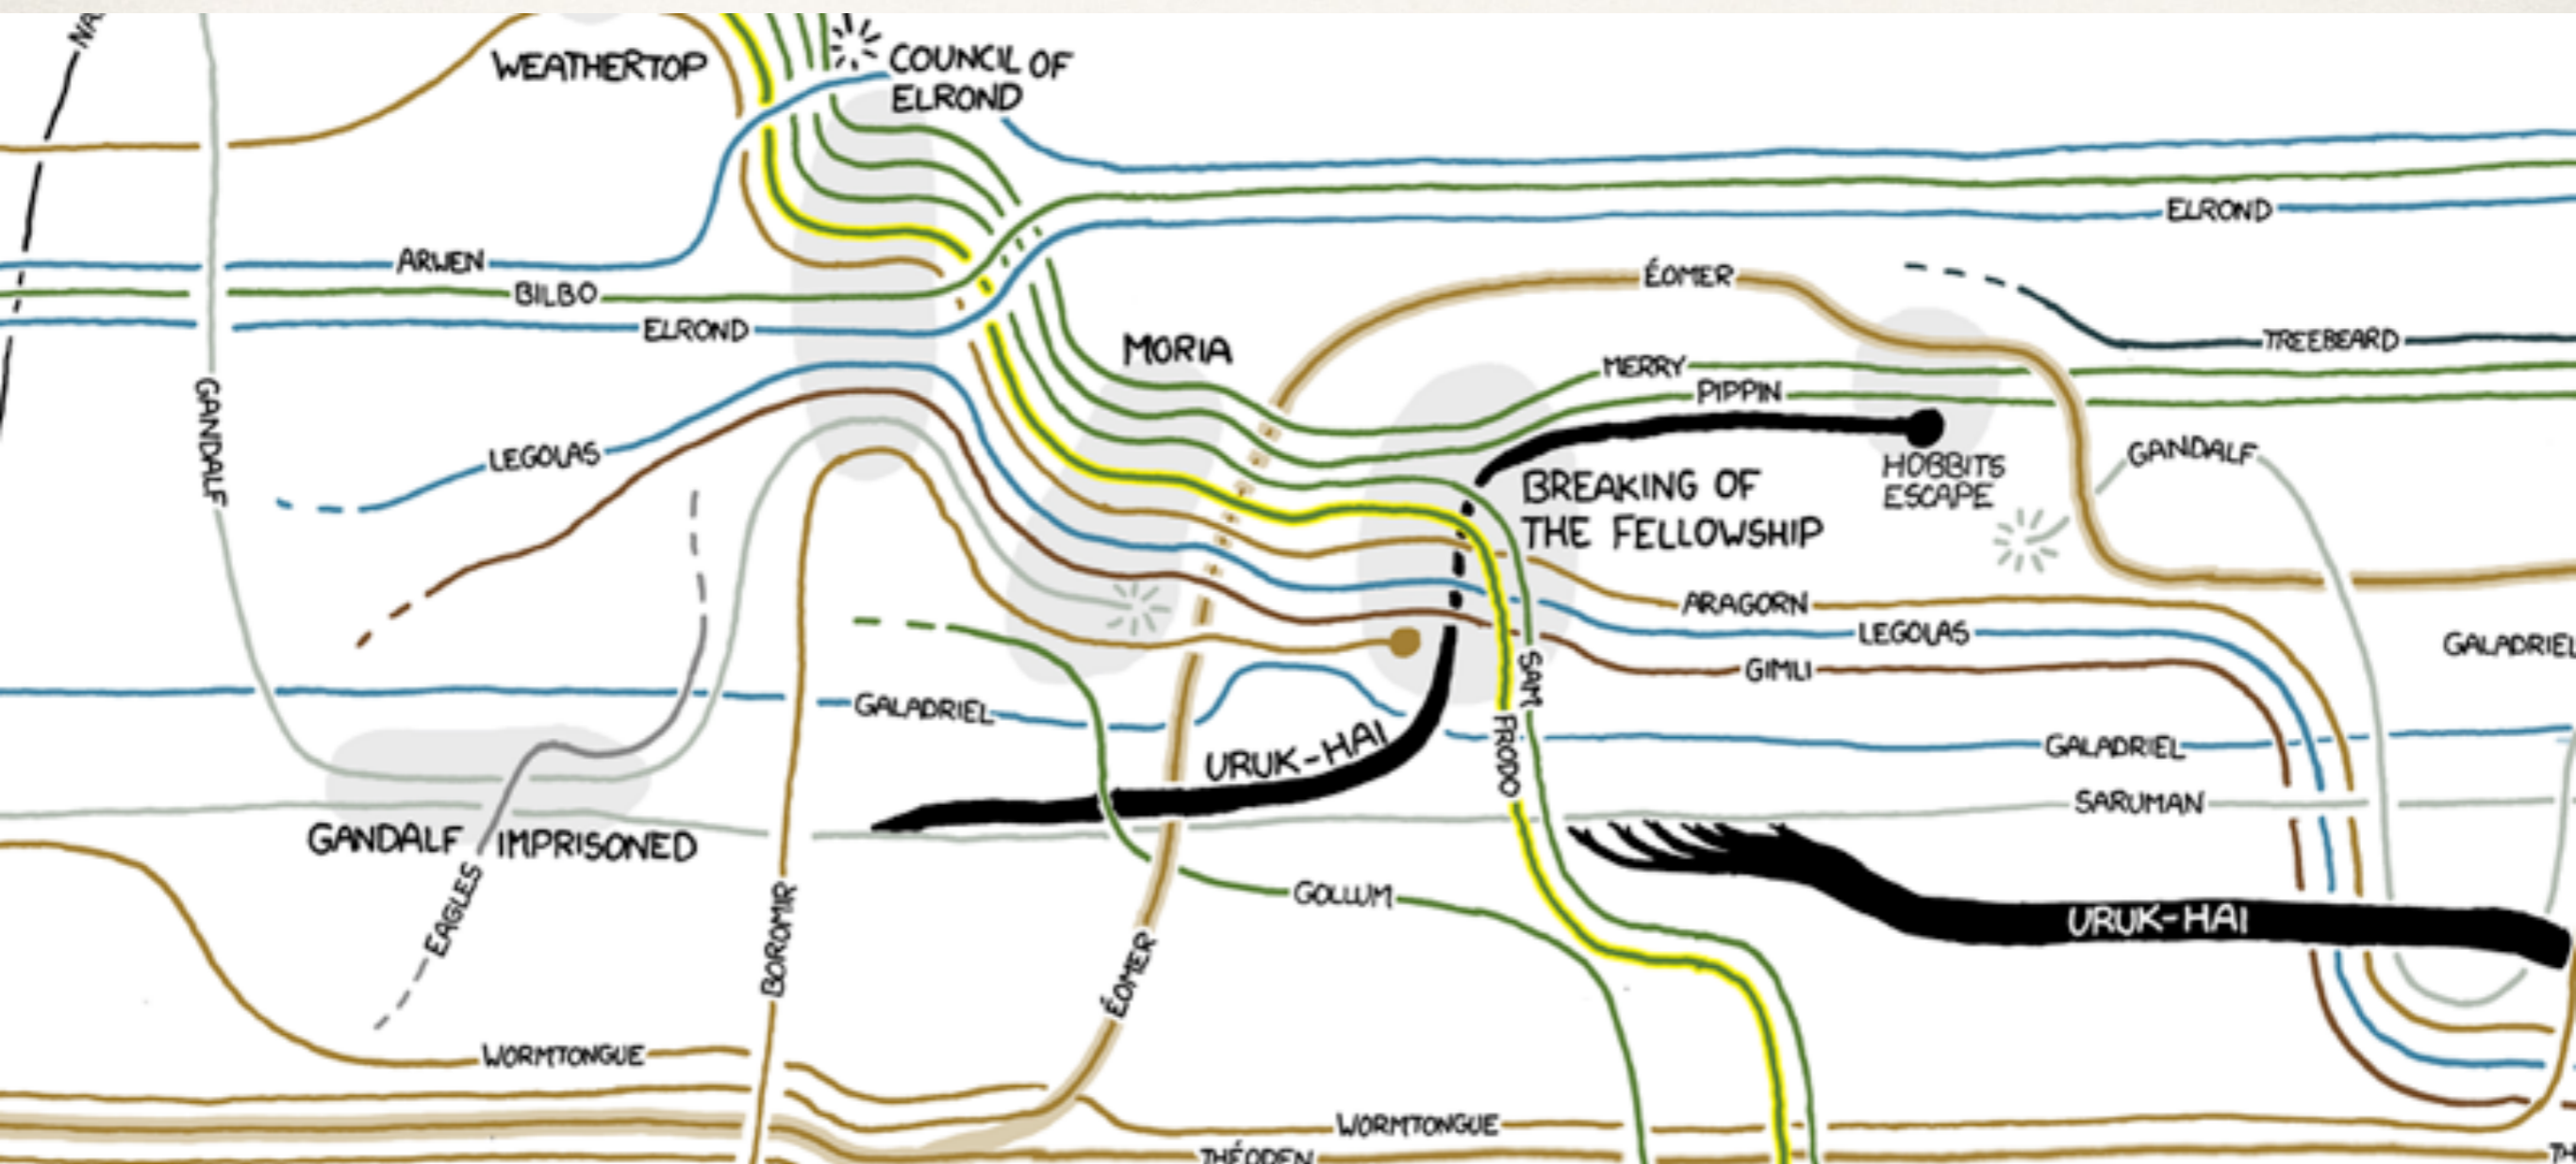 NA
WEATHERTOP
COUNCIL OF
ELROND
ELROND
ARWEN
BILBO
ELROND
ÉOMER
TREEBEARD
MORIA
MERRY
PIPPIN
GANDALF
LEGOLAS
GANDALF
HOBBITS
ESCAPE
BREAKING OF
THE FELLOWSHIP
ARAGORN
LEGOLAS
GIMLI
GALADRIEL
SAM
FRODO
GALADRIEL
URUK-HAI
GALADRIEL
SARUMAN
GANDALF IMPRISONED
EAGLES
BOROMIR
GOLLUM
URUK-HAI
ÉOMER
WORMTONGUE
WORMTONGUE
THÉODEN
TH